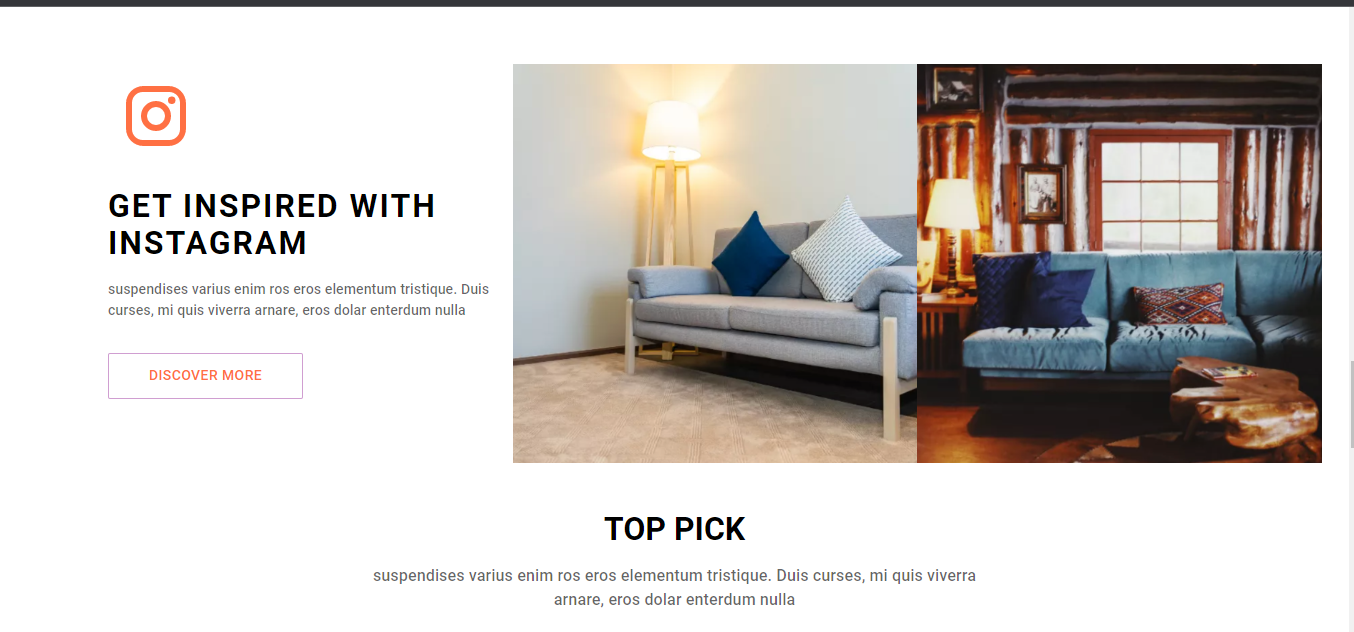 GET INSPIRED WITH
INSTAGRAM
suspendises varius enim ros eros elementum tristique. Duis
curses, mi quis viverra arnare, eros dolar enterdum nulla
DISCOVER MORE
TOP PICK
suspendises varius enim ros eros elementum tristique. Duis curses, mi quis viverra
arnare, eros dolar enterdum nulla